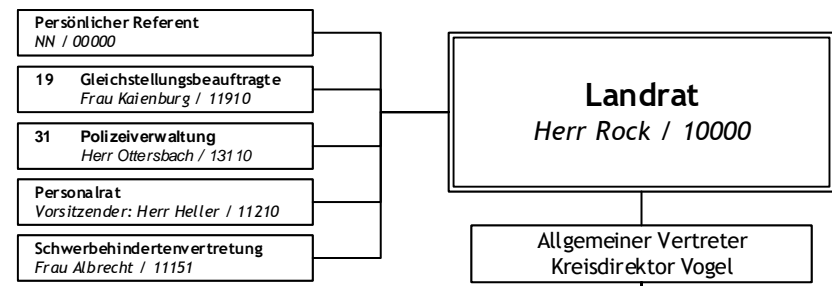 Persönlicher Referent
NN / 00000
19 Gleichstellungsbeauftragte
Frau Kaienburg / 11910
31 Polizeiverwaltung
Herr Ottersbach / 13110
Personalrat
Vorsitzender: Herr Heller / 11210
Schwerbehindertenvertretung
Frau Albrecht / 11151
Landrat
Herr Rock / 10000
Allgemeiner Vertreter
Kreisdirektor Vogel